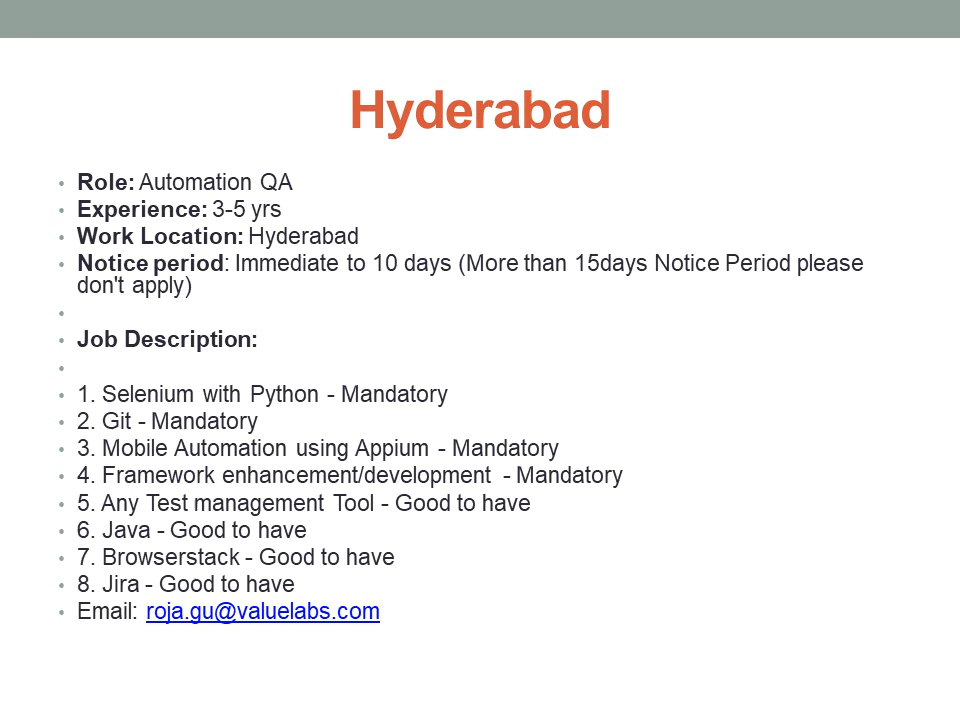 Hyderabad
• Role: Automation QA
• Experience: 3-5 yrs
• Work Location: Hyderabad
• Notice period: Immediate to 10 days (More than 15days Notice Period please
don't apply)
•
• Job Description:
•
• 1. Selenium with Python - Mandatory
• 2. Git - Mandatory
• 3. Mobile Automation using Appium - Mandatory
• 4. Framework enhancement/development - Mandatory
• 5. Any Test management Tool - Good to have
• 6. Java - Good to have
• 7. Browserstack - Good to have
• 8. Jira - Good to have
• Email: roja.gu@valuelabs.com